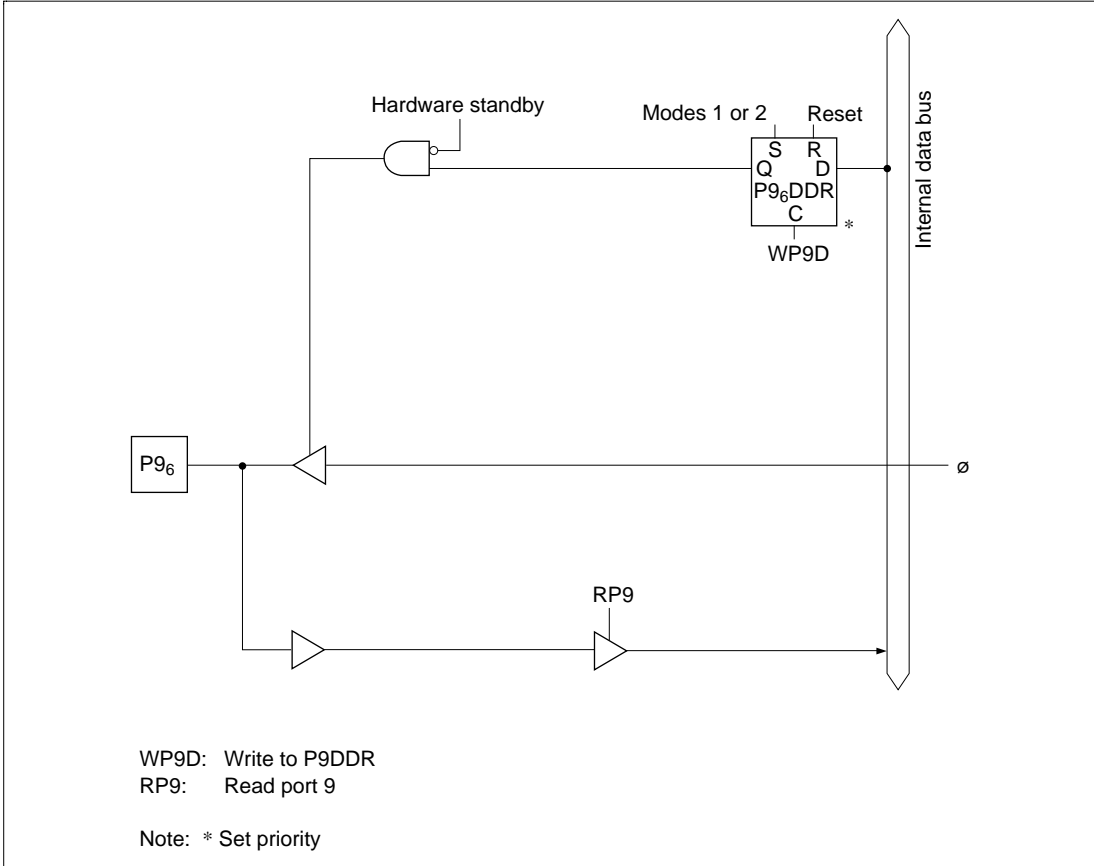 Hardware standby
Modes 1 or 2
Reset
S R
Q D
P9₆DDR
C
*
WP9D
Internal data bus
P9₆
ø
RP9
WP9D: Write to P9DDR
RP9: Read port 9
Note: * Set priority